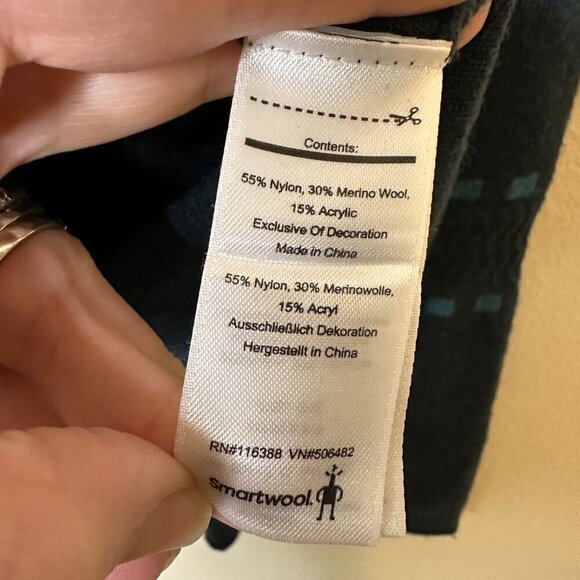 Contents:
55% Nylon, 30% Merino Wool,
15% Acrylic
Exclusive Of Decoration
Made in China
55% Nylon, 30% Merinowolle,
15% Acryl
Ausschließlich Dekoration
Hergestellt in China
RN#116388 VN#506482
smartwool.